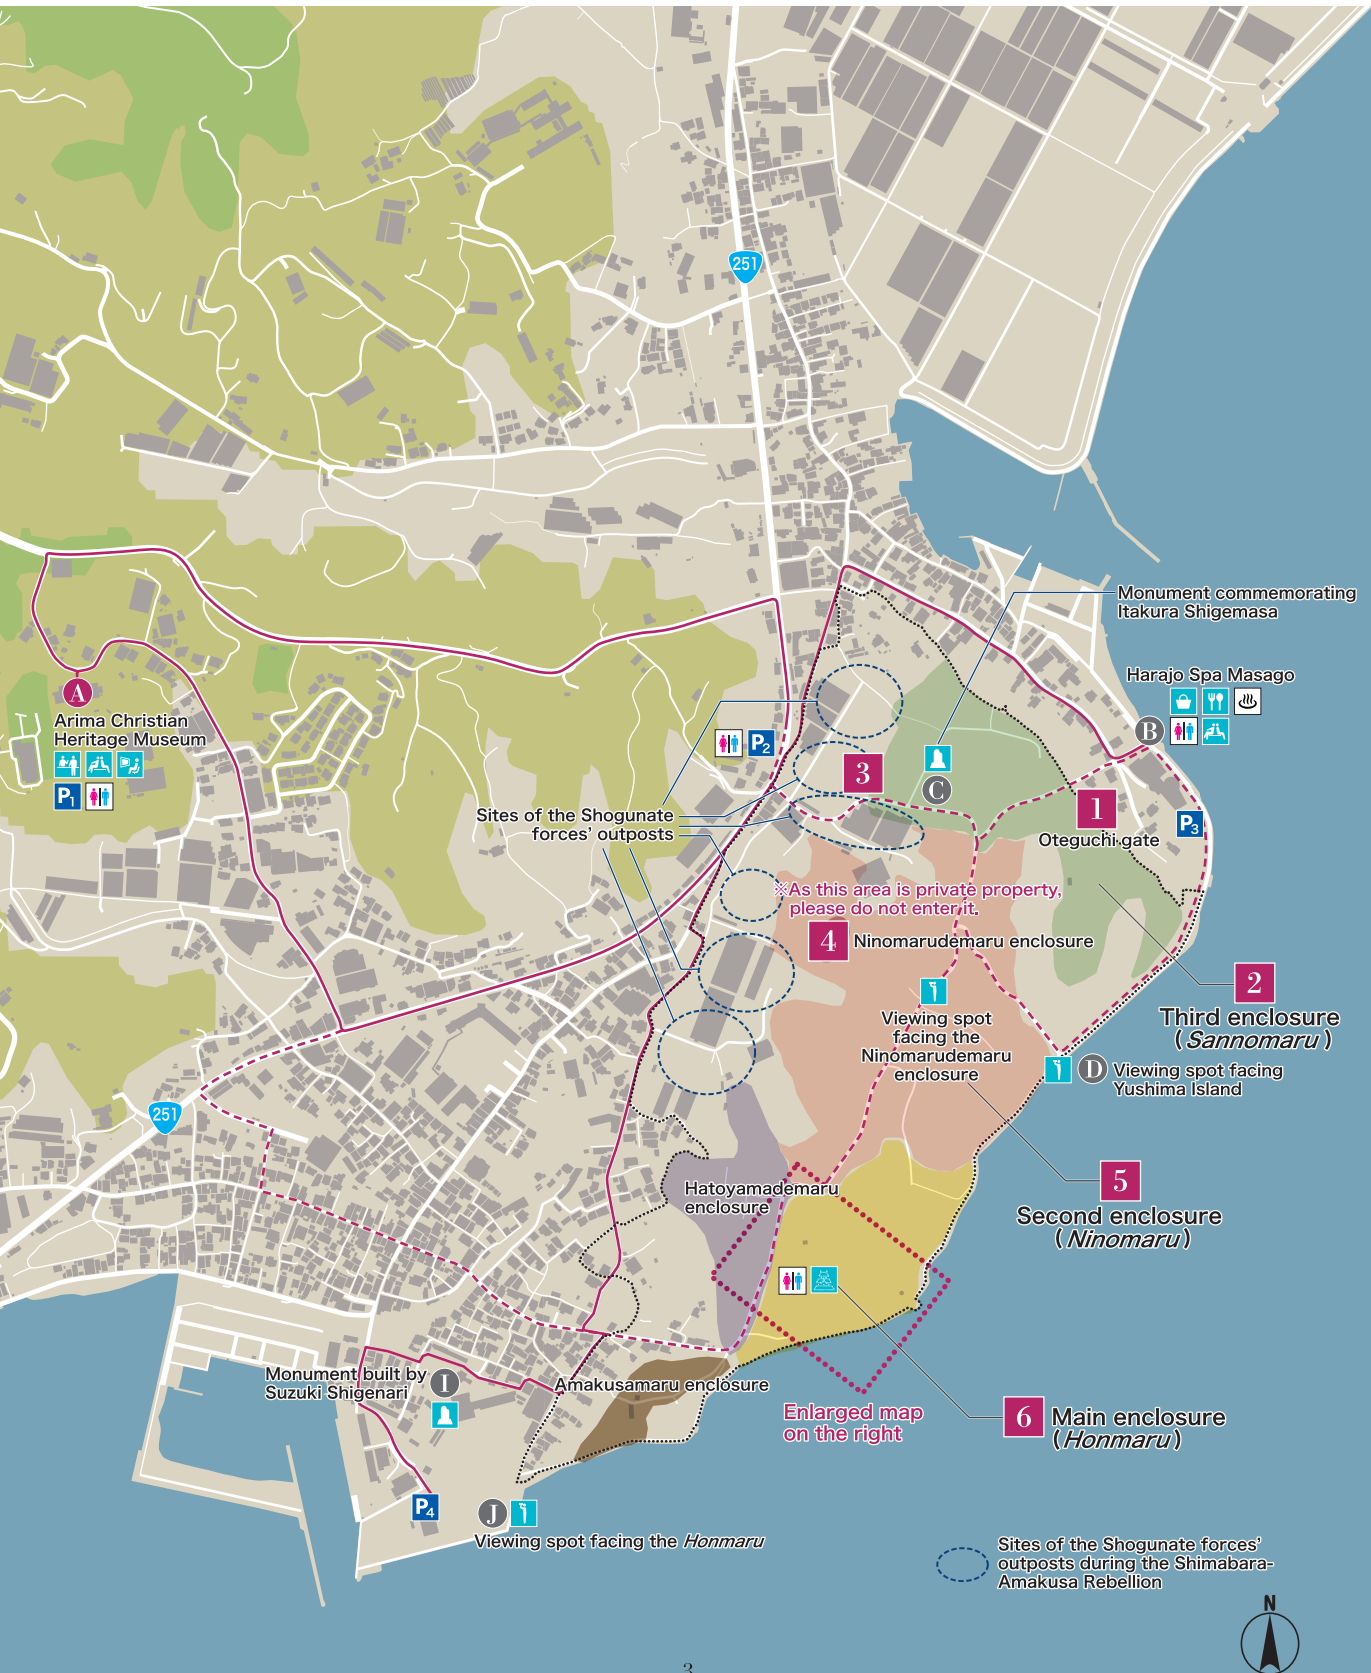 251
Monument commemorating
Itakura Shigemasa
Harajo Spa Masago
B
A
Arima Christian
Heritage Museum
P1
P2
3
C
1
Oteguchi gate
P3
Sites of the Shogunate
forces’ outposts
※As this area is private property,
please do not enter it.
4 Ninomarudemaru enclosure
2
Third enclosure
(Sannomaru)
Viewing spot
facing the
Ninomarudemaru
enclosure
D Viewing spot facing
Yushima Island
251
5
Second enclosure
(Ninomaru)
Hatoyamademaru
enclosure
Monument built by
Suzuki Shigenari
I
Amakusamaru enclosure
Enlarged map
on the right
6 Main enclosure
(Honmaru)
P4
J
Viewing spot facing the Honmaru
Sites of the Shogunate forces’
outposts during the Shimabara-
Amakusa Rebellion
N
3